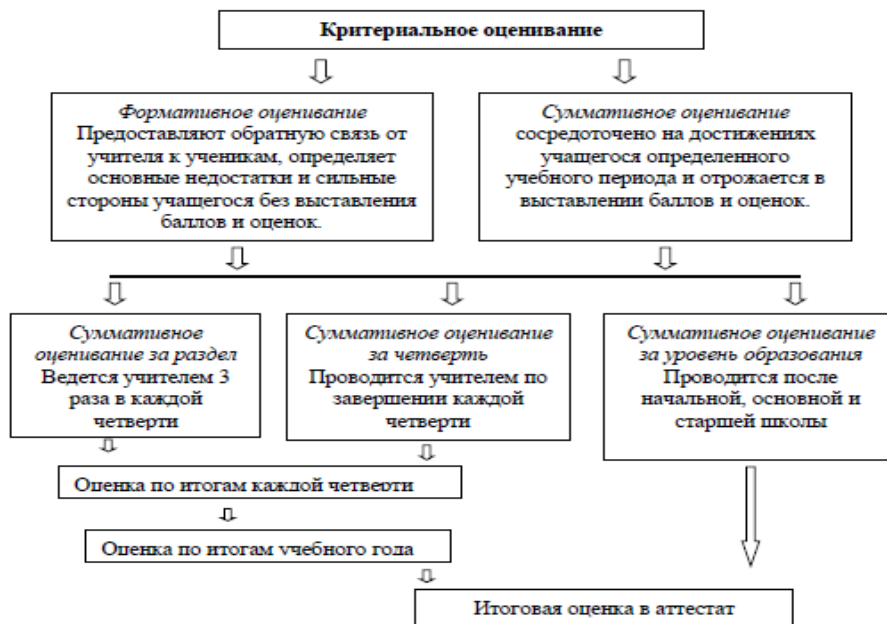 Критериальное оценивание
Формативное оценивание
Предоставляют обратную связь от
учителя к ученикам, определяет
основные недостатки и сильные
стороны учащегося без выставления
баллов и оценок.
Суммативное оценивание
сосредоточено на достижениях
учащегося определенного
учебного периода и отрожается в
выставлении баллов и оценок.
Суммативное
оценивание за раздел
Ведется учителем 3
раза в каждой
четверти
Суммативное оценивание
за четверть
Проводится учителем по
завершении каждой
четверти
Суммативное оценивание
за уровень образования
Проводится после
начальной, основной и
старшей школы
Оценка по итогам каждой четверти
Оценка по итогам учебного года
Итоговая оценка в аттестат